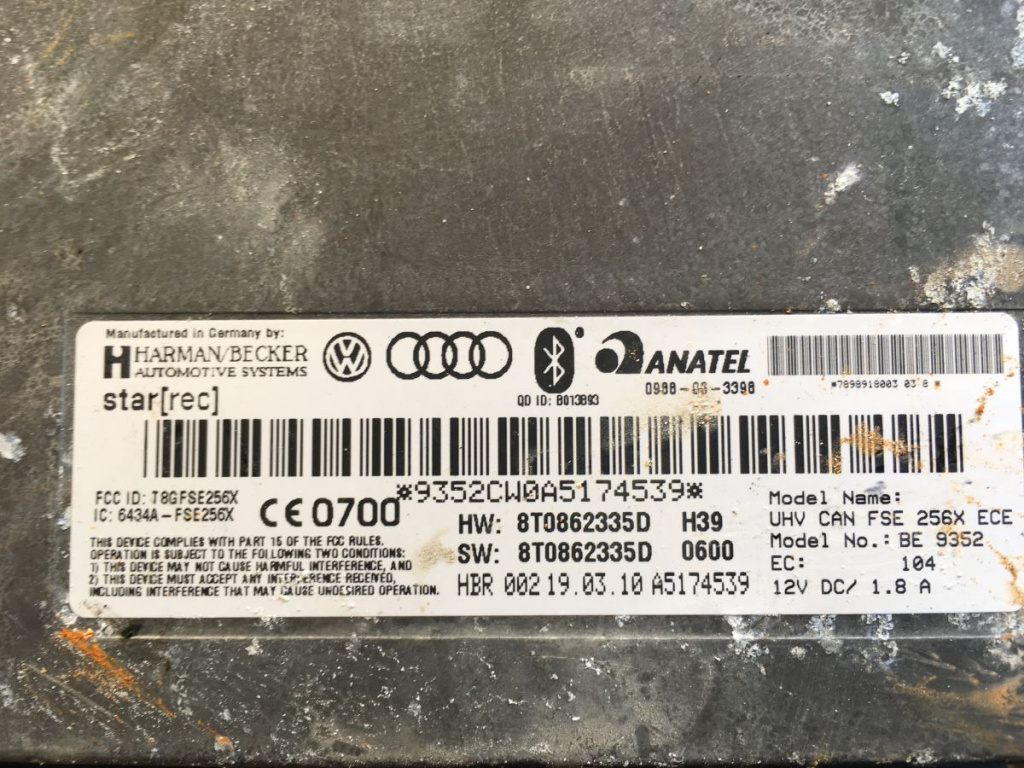 Manufactured in Germany by:
HARMAN/BECKER
AUTOMOTIVE SYSTEMS
star[rec]
QD ID: B013893
ANATEL
0988-03-3398
*9352CW0A5174539*
FCC ID: T8GFSE256X
IC: 6434A-FSE256X
CE 0700
THIS DEVICE COMPLIES WITH PART 15 OF THE FCC RULES.
OPERATION IS SUBJECT TO THE FOLLOWING TWO CONDITIONS:
1) THIS DEVICE MAY NOT CAUSE HARMFUL INTERFERENCE, AND
2) THIS DEVICE MUST ACCEPT ANY INTERFERENCE RECEIVED,
INCLUDING INTERFERENCE THAT MAY CAUSE UNDESIRED OPERATION.
HW: 8T0862335D H39
SW: 8T0862335D 0600
HBR 002 19.03.10 A5174539
Model Name:
UHV CAN FSE 256X ECE
Model No.: BE 9352
EC: 104
12V DC/ 1.8 A